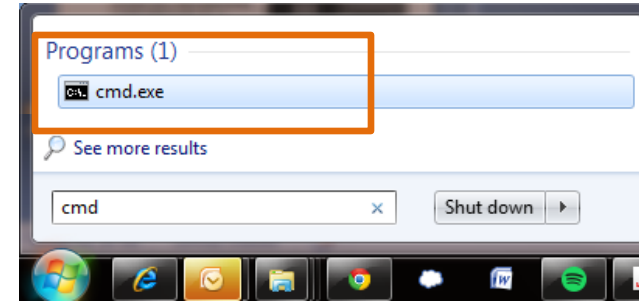 Programs (1)
cmd.exe
See more results
cmd
Shut down